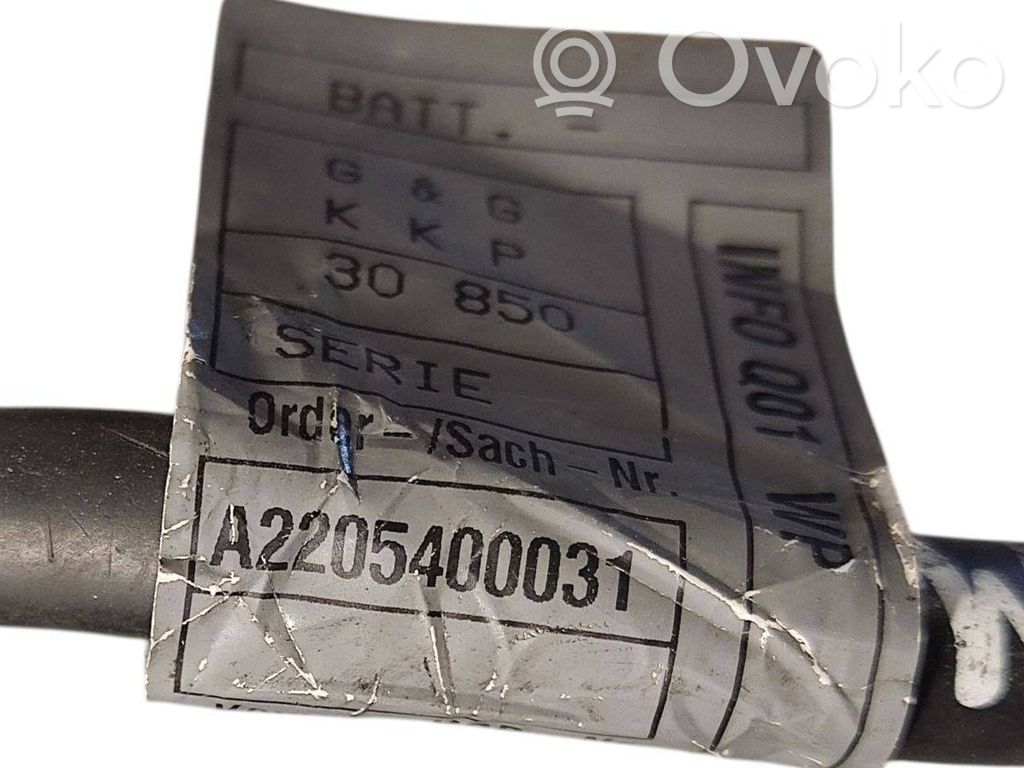 Ovoko
BATT. -
G & G
K K P
30 850
SERIE
Order-/Sach-Nr.
A2205400031
INFO Q01 WP